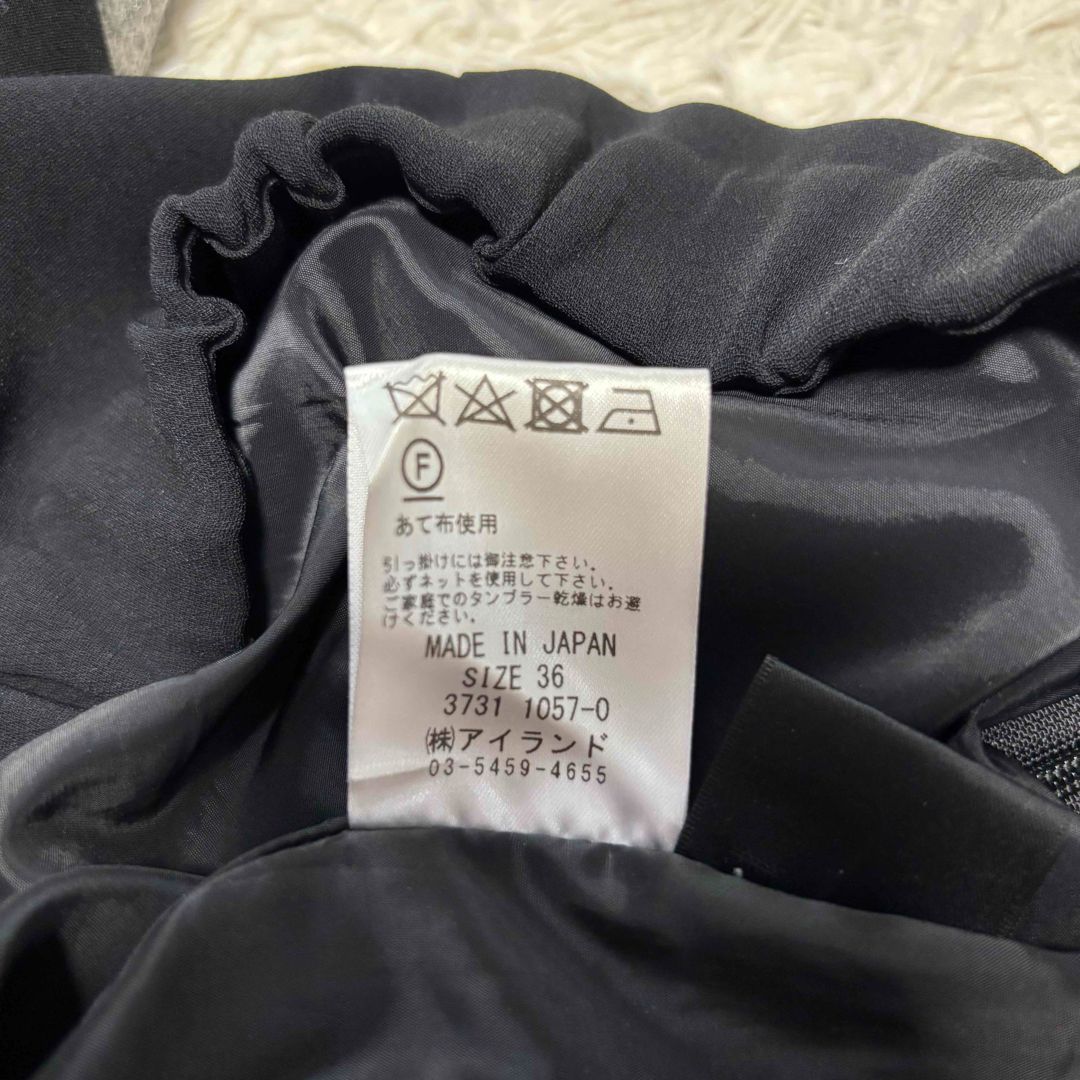 F
あて布使用
引っ掛けには御注意下さい。
必ずネットを使用して下さい。
ご家庭でのタンブラー乾燥はお避
けください。
MADE IN JAPAN
SIZE 36
3731 1057-0
(株)アイランド
03-5459-4655